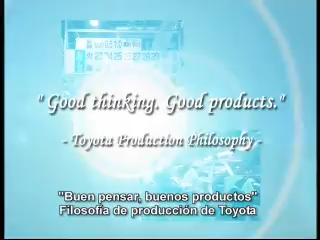 " Good thinking. Good products."
- Toyota Production Philosophy -
"Buen pensar, buenos productos"
Filosofía de producción de Toyota